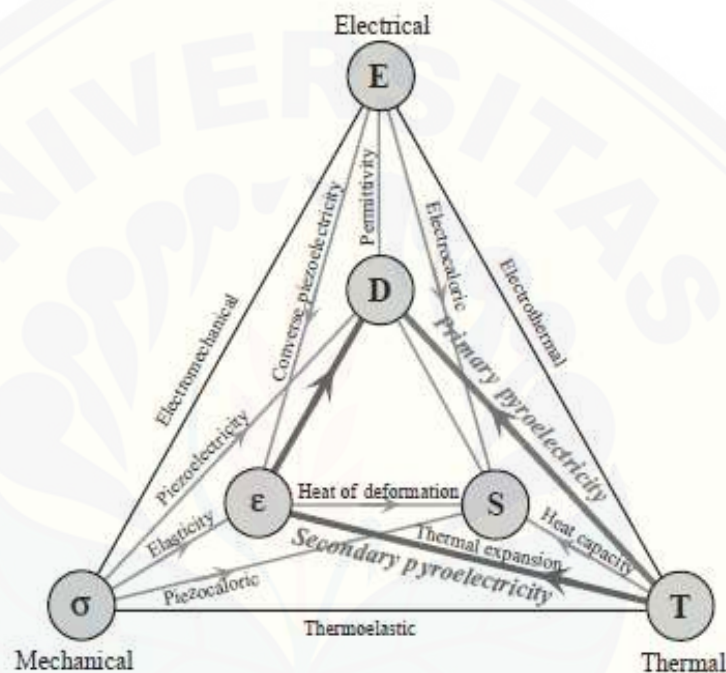 UNIVERSITAS
Electrical
E
Permittivity
Converse piezoelectricity
Electrocaloric
Electromechanical
Electrothermal
D
Primary pyroelectricity
Piezoelectricity
ε
Heat of deformation
S
Elasticity
Thermal expansion
Heat capacity
Secondary pyroelectricity
Piezocaloric
σ
T
Thermoelastic
Mechanical
Thermal